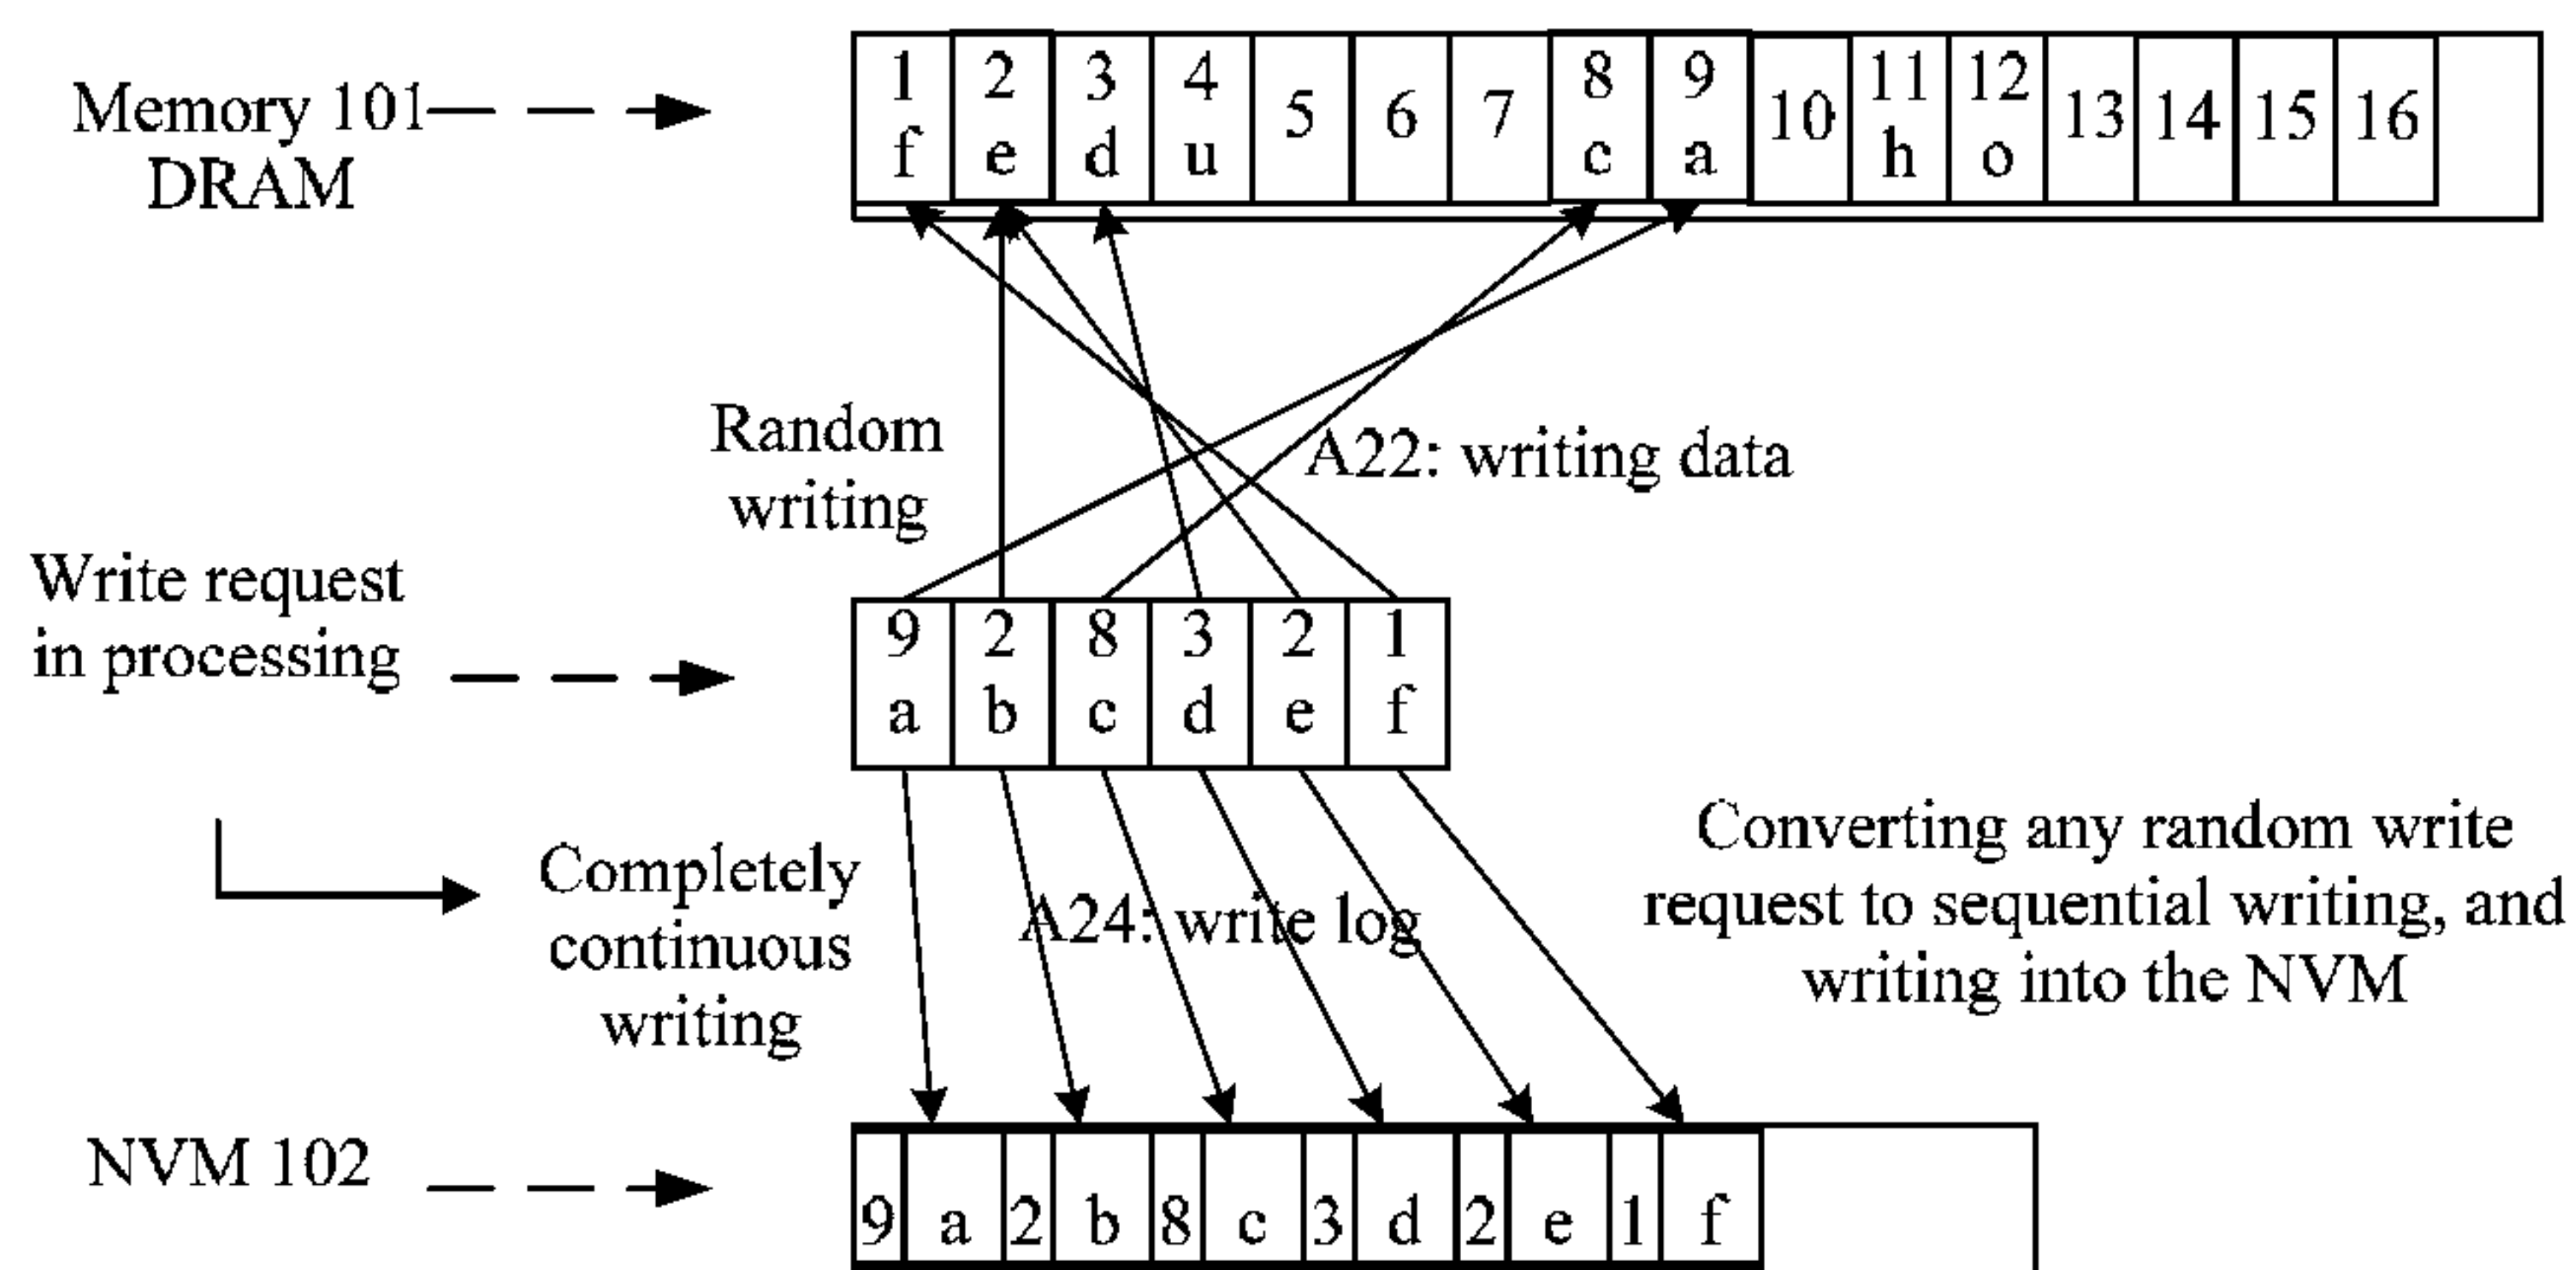 Memory 101
DRAM
1 2 3 4 5 6 7 8 9 10 11 12 13 14 15 16
f e d u c a h o
Random
writing
A22: writing data
Write request
in processing
9 2 8 3 2 1
a b c d e f
Completely
continuous
writing
A24: write log
Converting any random write
request to sequential writing, and
writing into the NVM
NVM 102
9 a 2 b 8 c 3 d 2 e 1 f